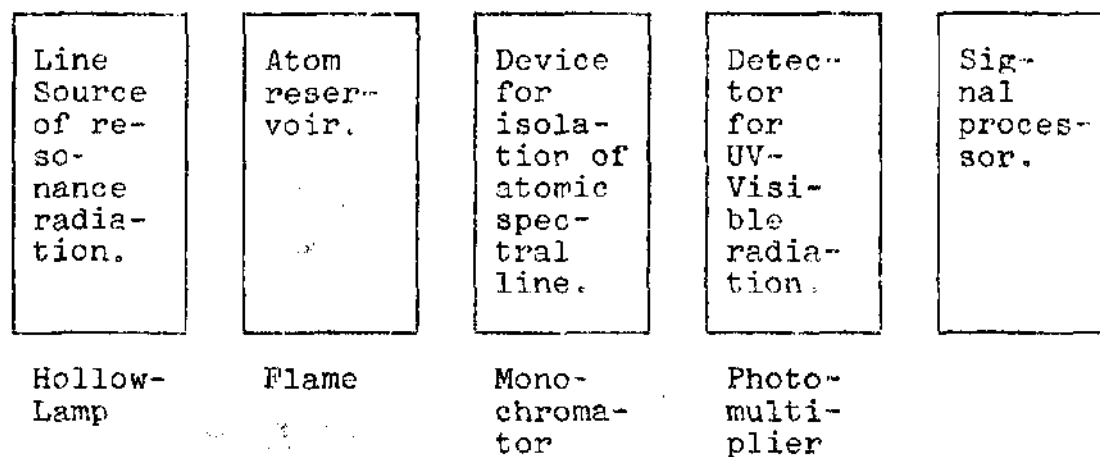 Line
Source
of re-
so-
nance
radia-
tion.
Atom
reser-
voir.
Device
for
isola-
tion of
atomic
spec-
tral
line.
Detec-
tor
for
UV-
Visi-
ble
radia-
tion.
Sig-
nal
proces-
sor.
Hollow-
Lamp
Flame
Mono-
chroma-
tor
Photo-
multi-
plier